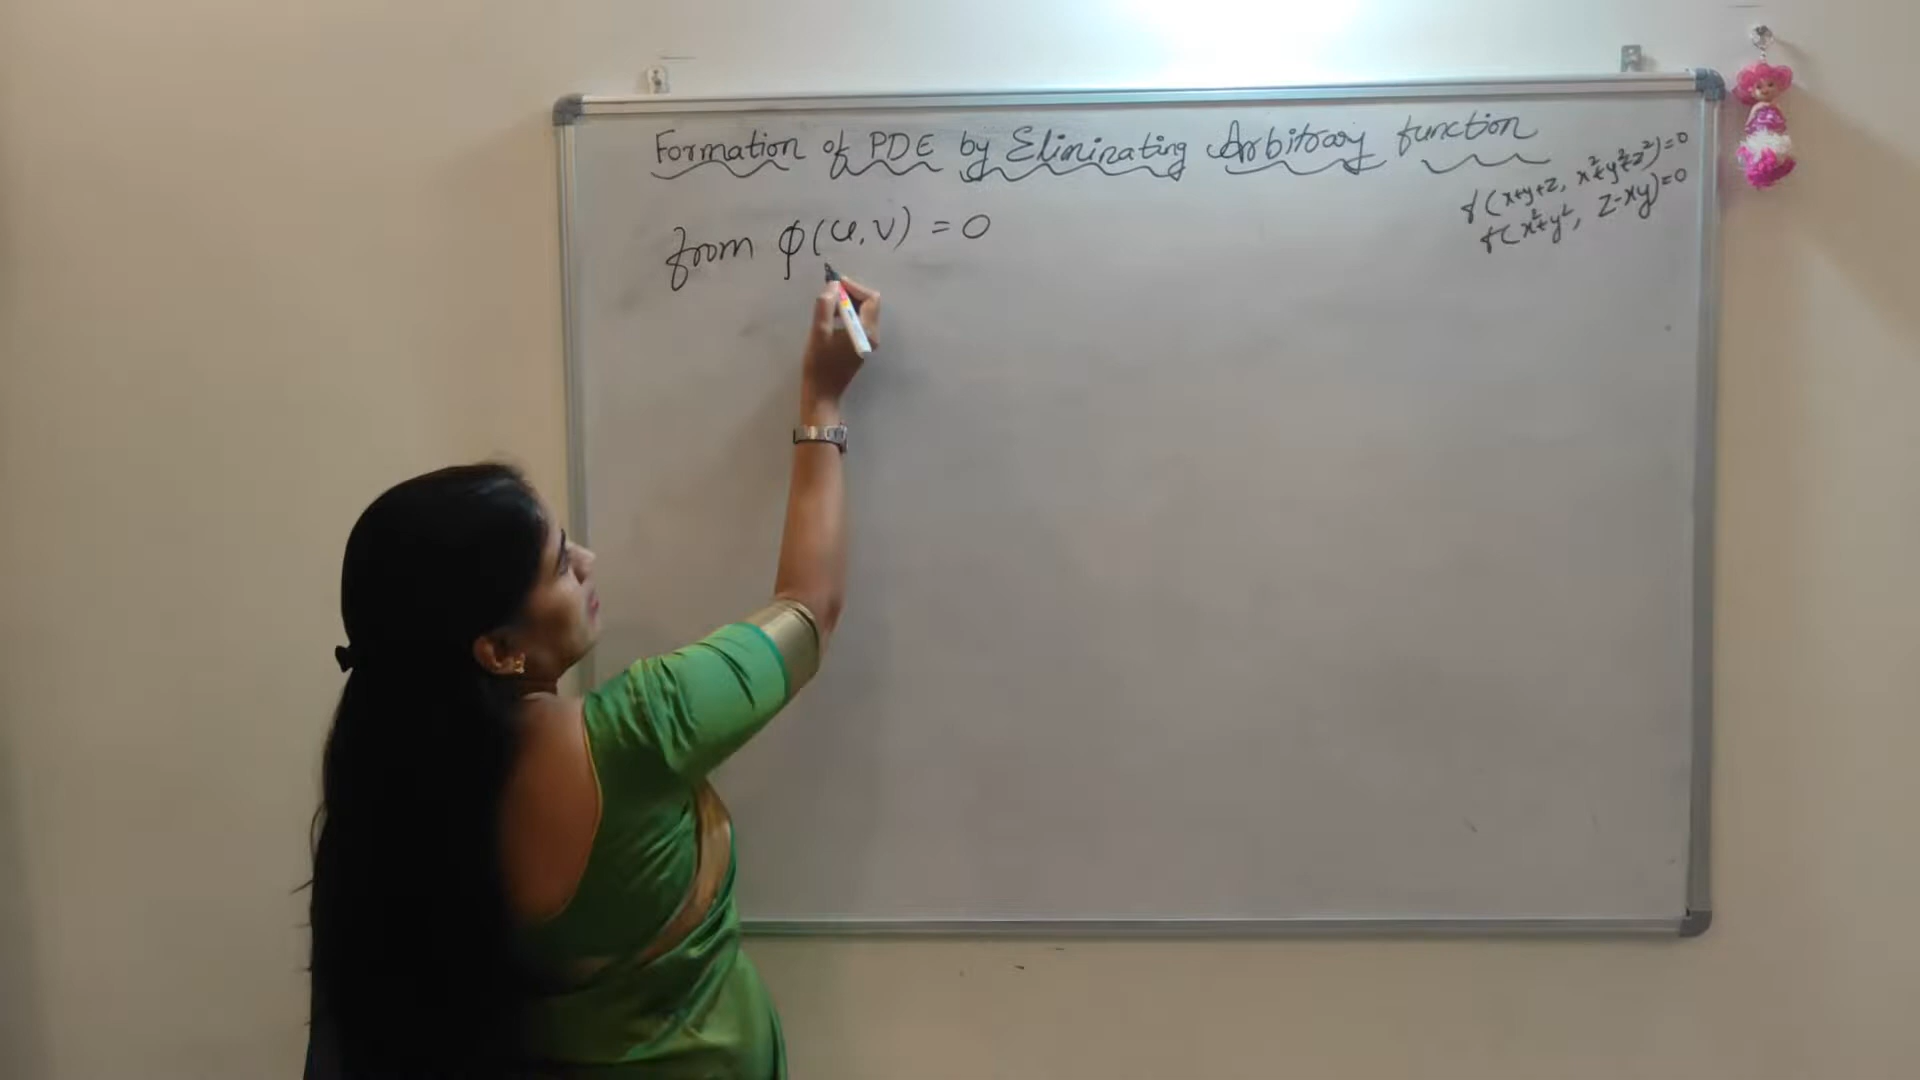 Formation of PDE by Eliminating Arbitrary function
from φ(u,v) = 0
f(x+y+z, x²+y²+z²)=0
f(x²+y², z-xy)=0